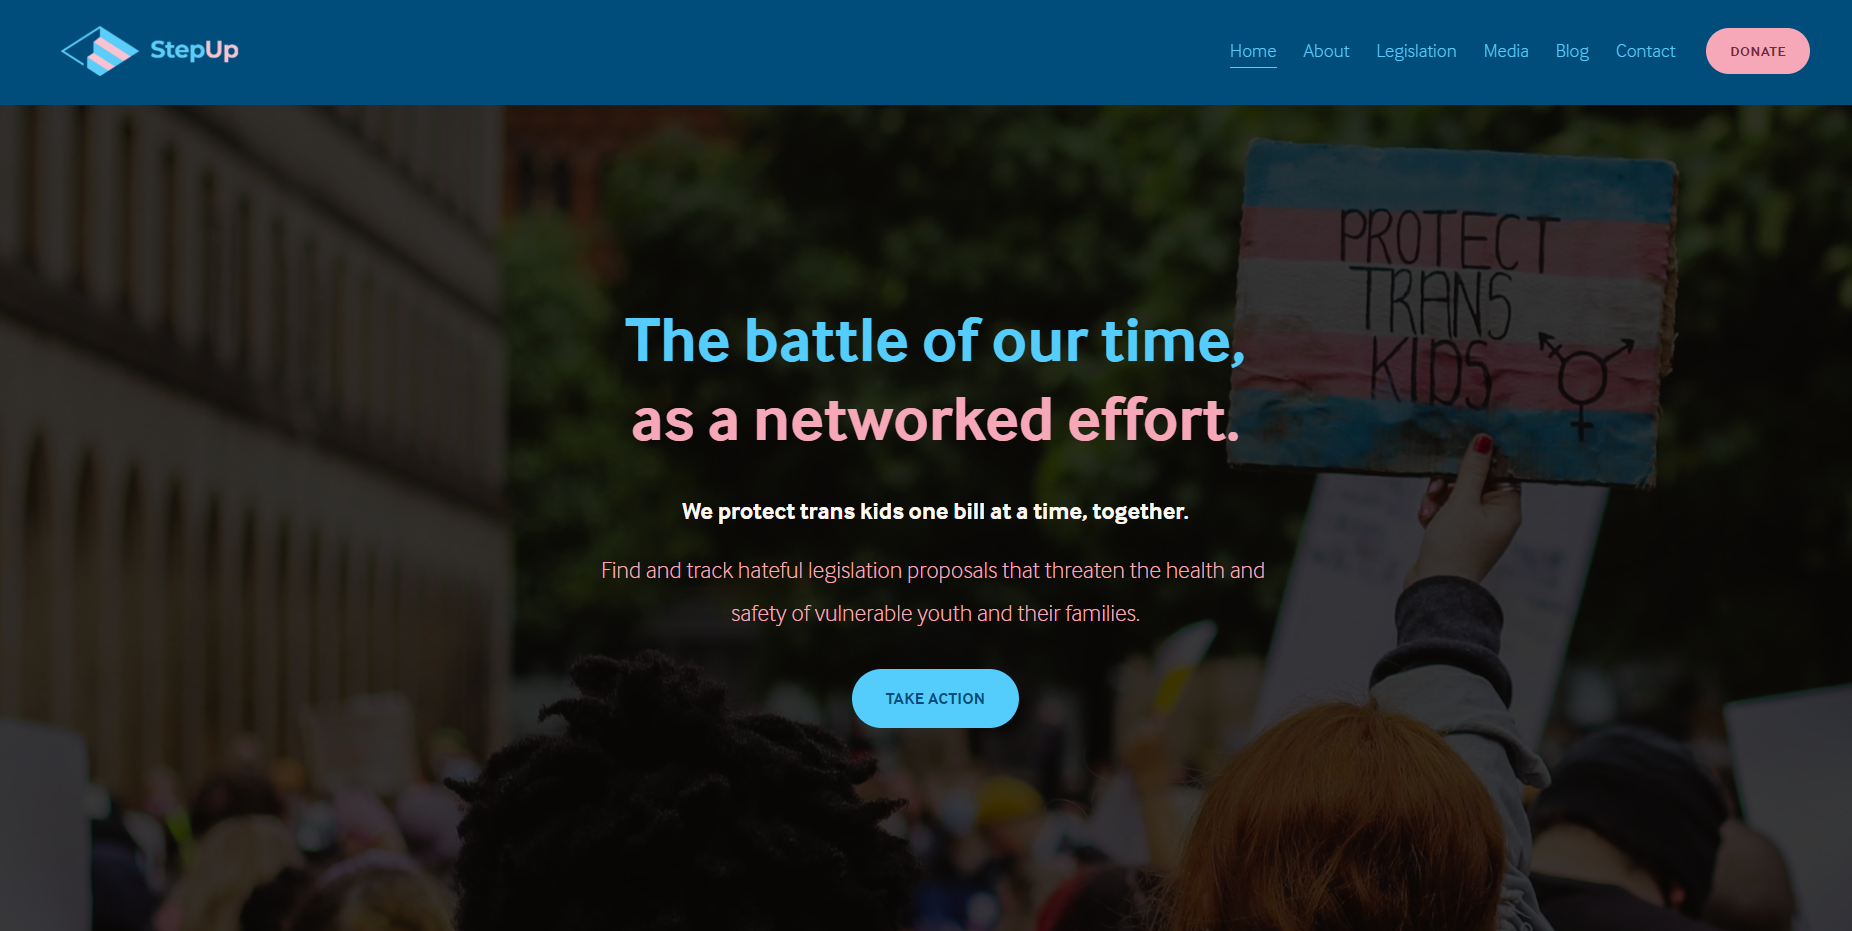 StepUp
Home About Legislation Media Blog Contact DONATE
PROTECT
TRANS
KIDS
The battle of our time,
as a networked effort.
We protect trans kids one bill at a time, together.
Find and track hateful legislation proposals that threaten the health and
safety of vulnerable youth and their families.
TAKE ACTION